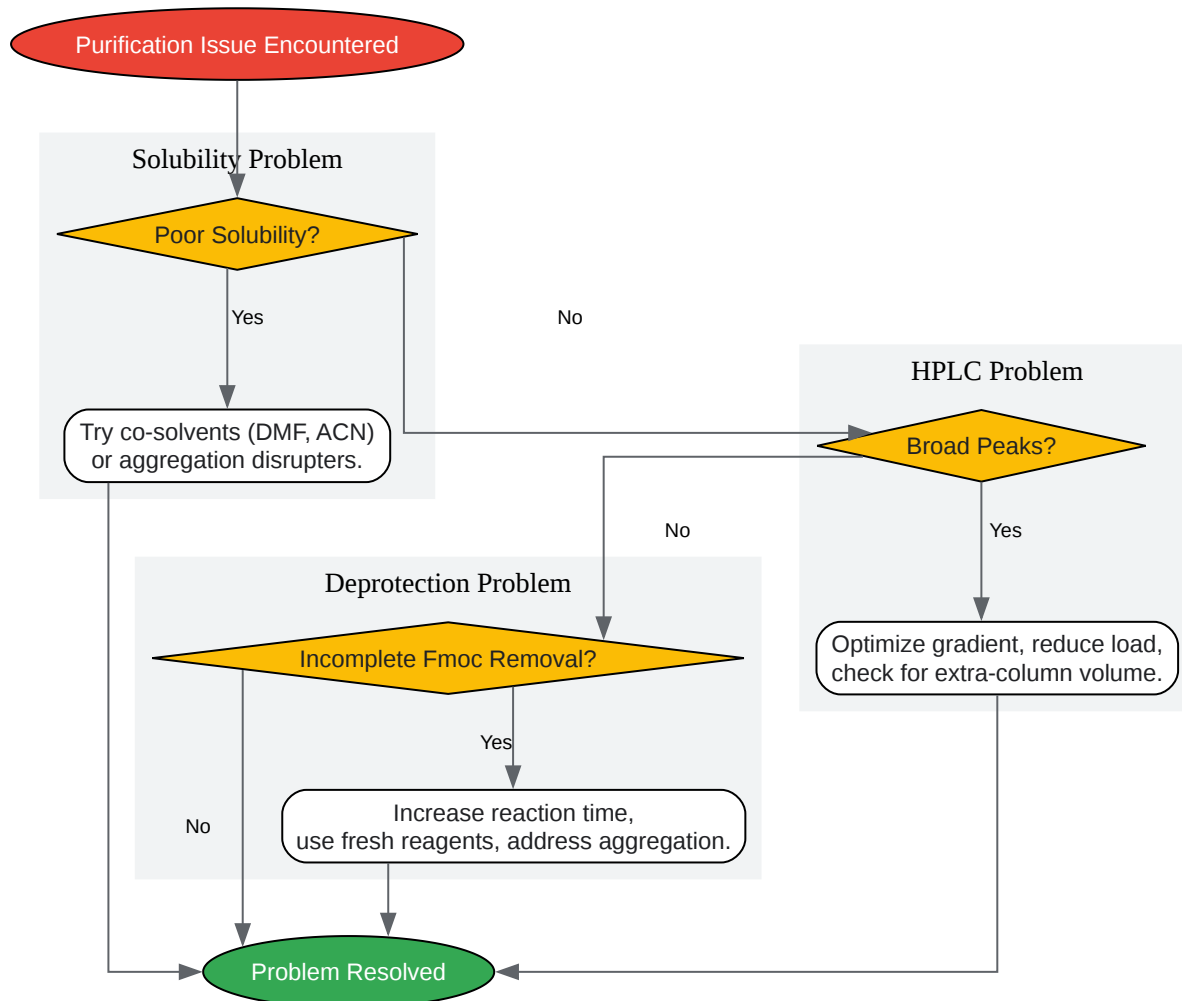 Purification Issue Encountered
Solubility Problem
Poor Solubility?
Yes
No
Try co-solvents (DMF, ACN)
or aggregation disrupters.
HPLC Problem
Broad Peaks?
No
Yes
Optimize gradient, reduce load,
check for extra-column volume.
Deprotection Problem
Incomplete Fmoc Removal?
Yes
No
Increase reaction time,
use fresh reagents, address aggregation.
Problem Resolved